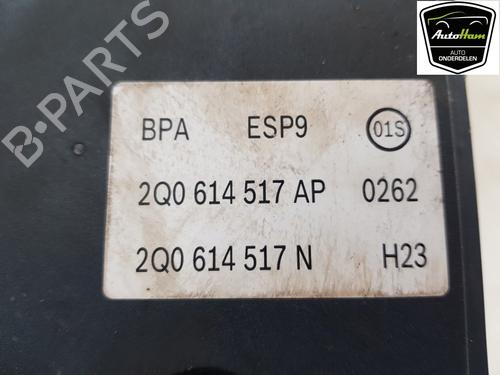 AutoHam
AUTO
ONDERDELEN
B-PARTS
BPA ESP9 01S
2Q0 614 517 AP 0262
2Q0 614 517 N H23